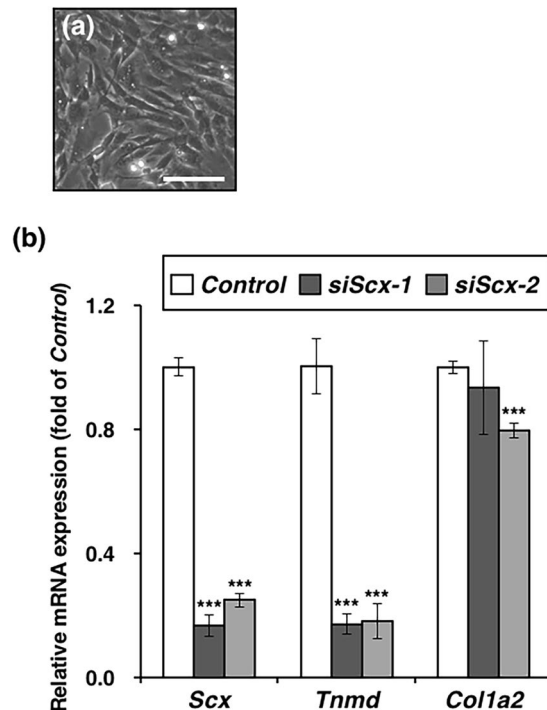 (a)
(b)
Control siScx-1 siScx-2
Relative mRNA expression (fold of Control)
1.2
0.8
0.4
0.0
***
***
***
***
***
Scx Tnmd Col1a2